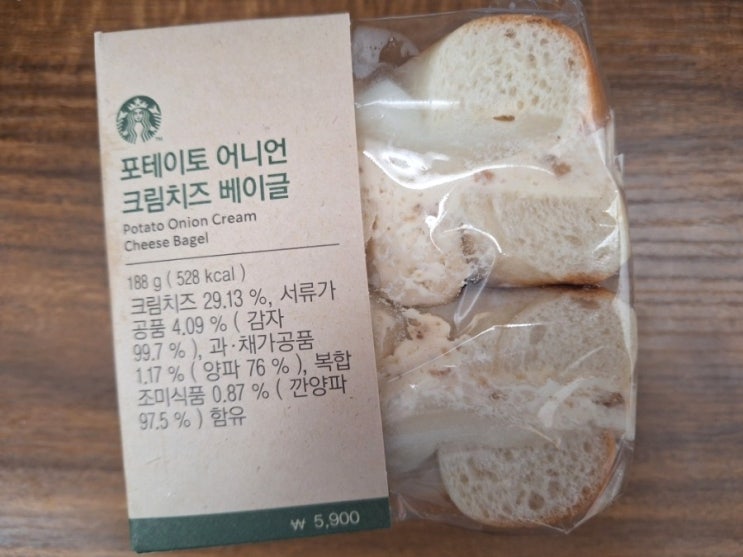 포테이토 어니언
크림치즈 베이글
Potato Onion Cream
Cheese Bagel
188 g ( 528 kcal )
크림치즈 29.13 %, 서류가
공품 4.09 % ( 감자
99.7 % ), 과·채가공품
1.17 % ( 양파 76 % ), 복합
조미식품 0.87 % ( 깐양파
97.5 % ) 함유
₩ 5,900